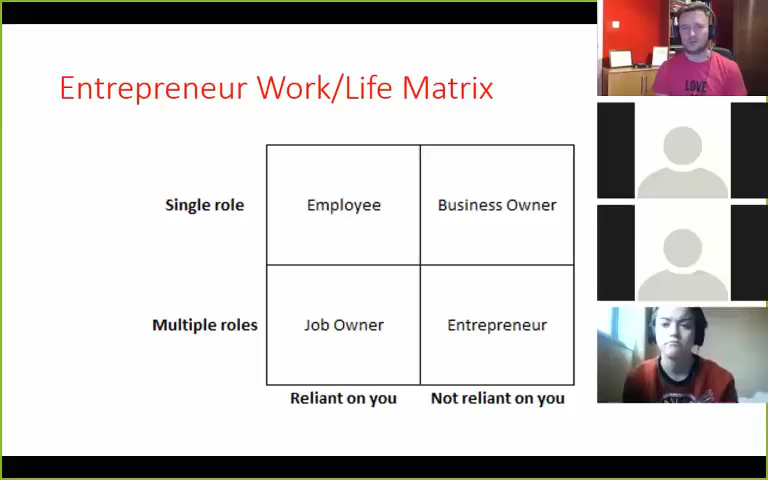 Entrepreneur Work/Life Matrix
Single role
Employee
Business Owner
Multiple roles
Job Owner
Entrepreneur
Reliant on you
Not reliant on you
LOVE